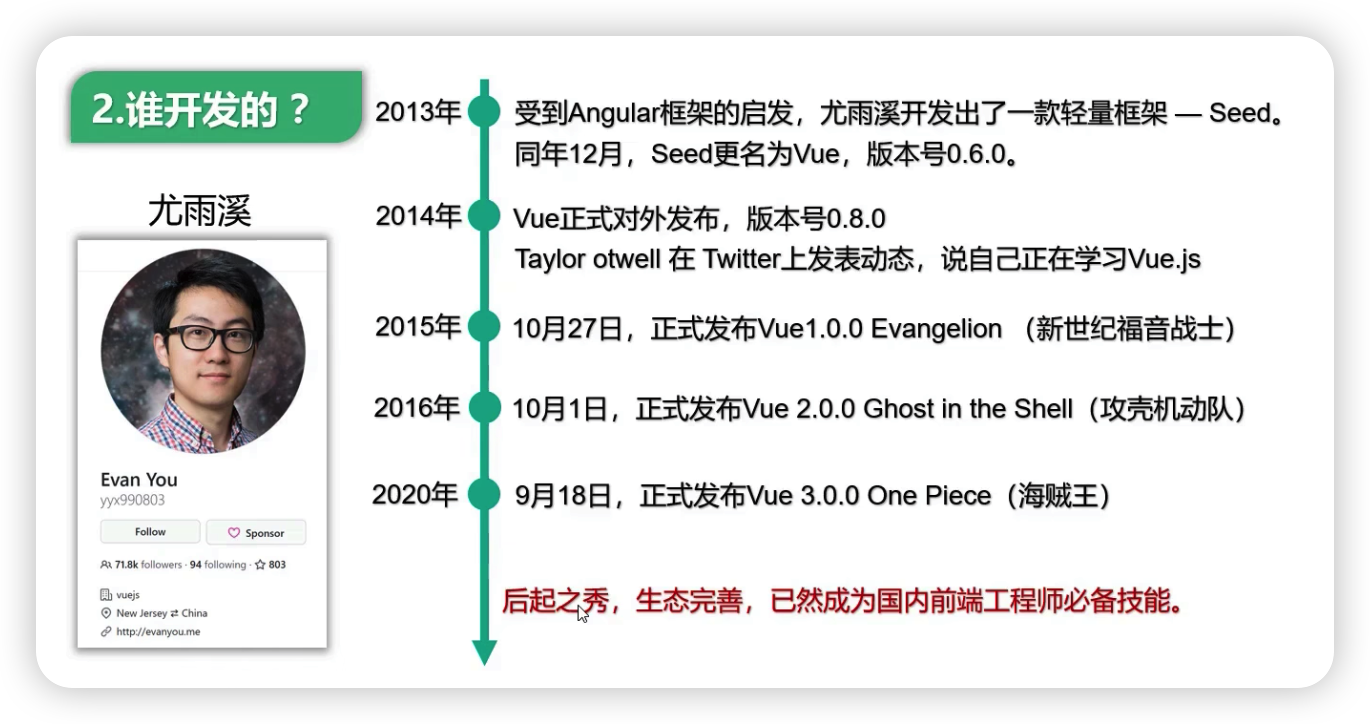 2.谁开发的？
尤雨溪
Evan You
yyx990803
Follow
Sponsor
71.8k followers · 94 following · 803
vuejs
New Jersey ⇄ China
http://evanyou.me
2013年
受到Angular框架的启发，尤雨溪开发出了一款轻量框架 — Seed。
同年12月，Seed更名为Vue，版本号0.6.0。
2014年
Vue正式对外发布，版本号0.8.0
Taylor otwell 在 Twitter上发表动态，说自己正在学习Vue.js
2015年
10月27日，正式发布Vue1.0.0 Evangelion （新世纪福音战士）
2016年
10月1日，正式发布Vue 2.0.0 Ghost in the Shell（攻壳机动队）
2020年
9月18日，正式发布Vue 3.0.0 One Piece（海贼王）
后起之秀，生态完善，已然成为国内前端工程师必备技能。